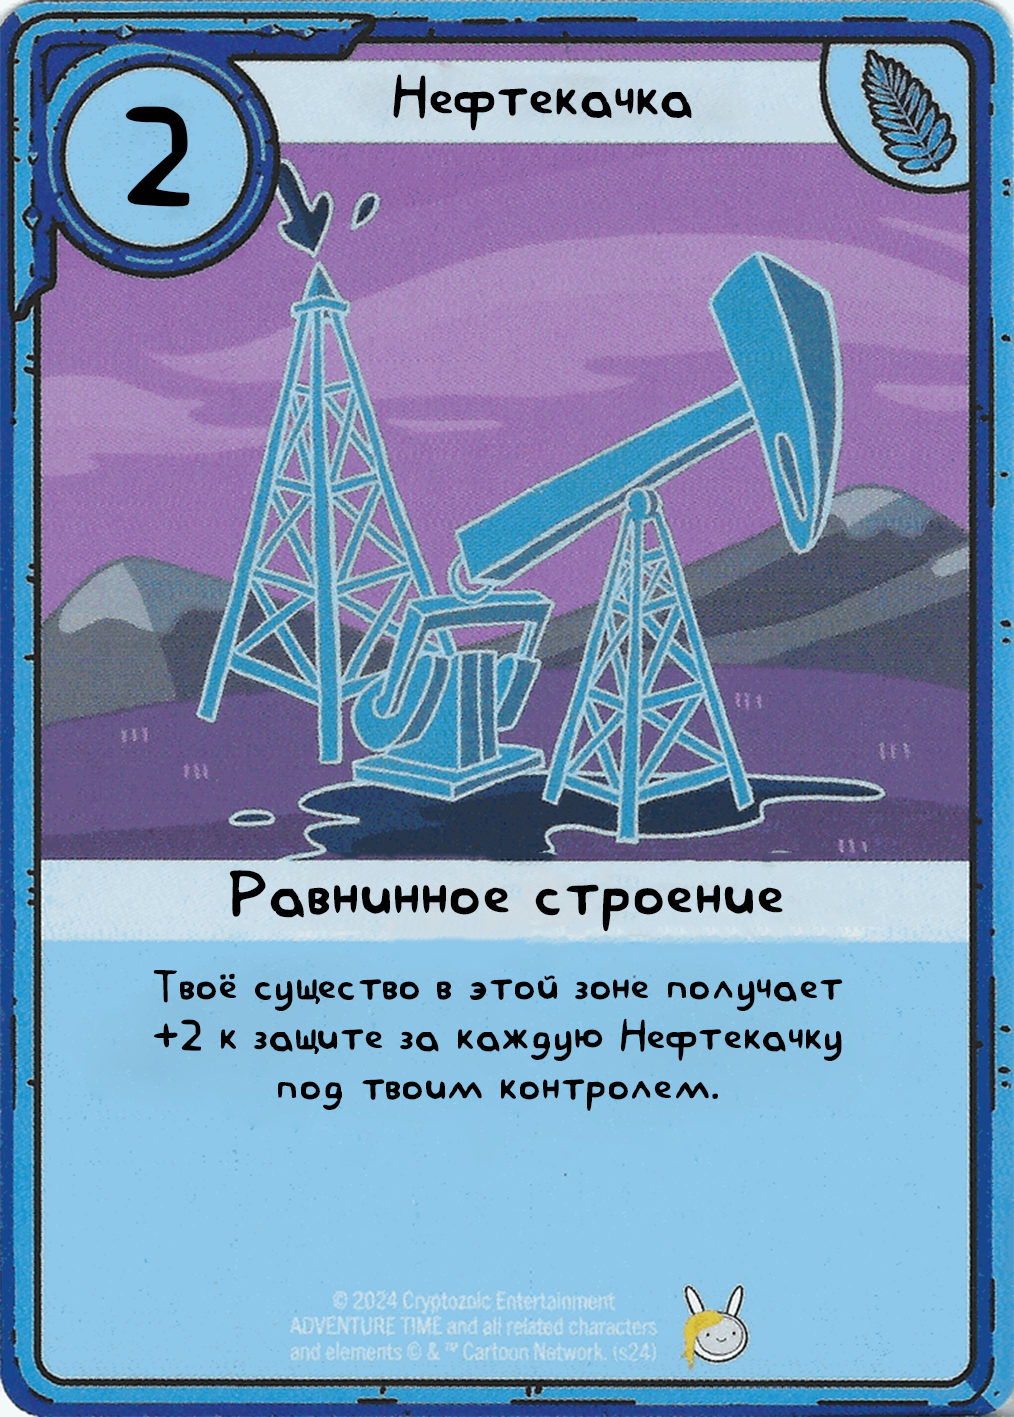 2
Нефтекачка
Равнинное строение
Твоё существо в этой зоне получает
+2 к защите за каждую Нефтекачку
под твоим контролем.
© 2024 Cryptozoic Entertainment
ADVENTURE TIME and all related characters
and elements © & ™ Cartoon Network. (s24)